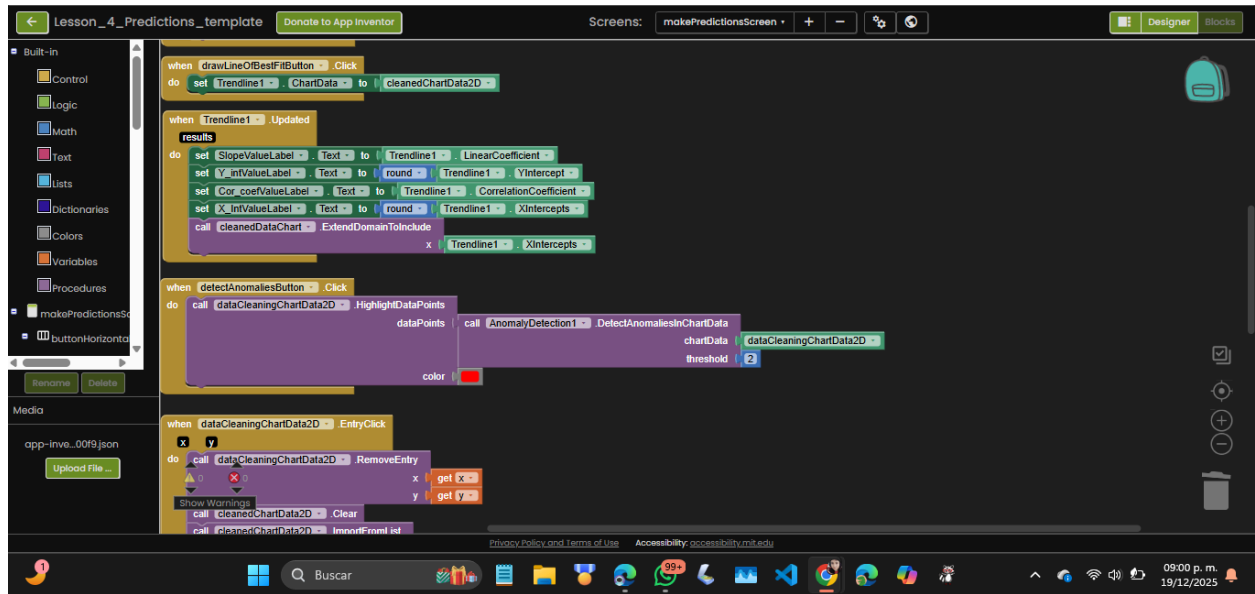 Lesson_4_Predictions_template Donate to App Inventor Screens: makePredictionsScreen + − Designer Blocks
Built-in
Control
Logic
Math
Text
Lists
Dictionaries
Colors
Variables
Procedures
makePredictionsSc
buttonHorizonta
Rename Delete
Media
app-inve...00f9.json
Upload File ...
when drawLineOfBestFitButton .Click
do set Trendline1 . ChartData to cleanedChartData2D
when Trendline1 .Updated
results
do set SlopeValueLabel . Text to Trendline1 . LinearCoefficient
set Y_intValueLabel . Text to round Trendline1 . YIntercept
set Cor_coefValueLabel . Text to Trendline1 . CorrelationCoefficient
set X_IntValueLabel . Text to round Trendline1 . XIntercepts
call cleanedDataChart .ExtendDomainToInclude
x Trendline1 . XIntercepts
when detectAnomaliesButton .Click
do call dataCleaningChartData2D .HighlightDataPoints
dataPoints call AnomalyDetection1 .DetectAnomaliesInChartData
chartData dataCleaningChartData2D
threshold 2
color
when dataCleaningChartData2D .EntryClick
x y
do call dataCleaningChartData2D .RemoveEntry
x get x
y get y
0 0
Show Warnings
call cleanedChartData2D .Clear
call cleanedChartData2D .ImportFromList
Privacy Policy and Terms of Use Accessibility: accessibility.mit.edu
1
Buscar
99+
09:00 p. m.
19/12/2025